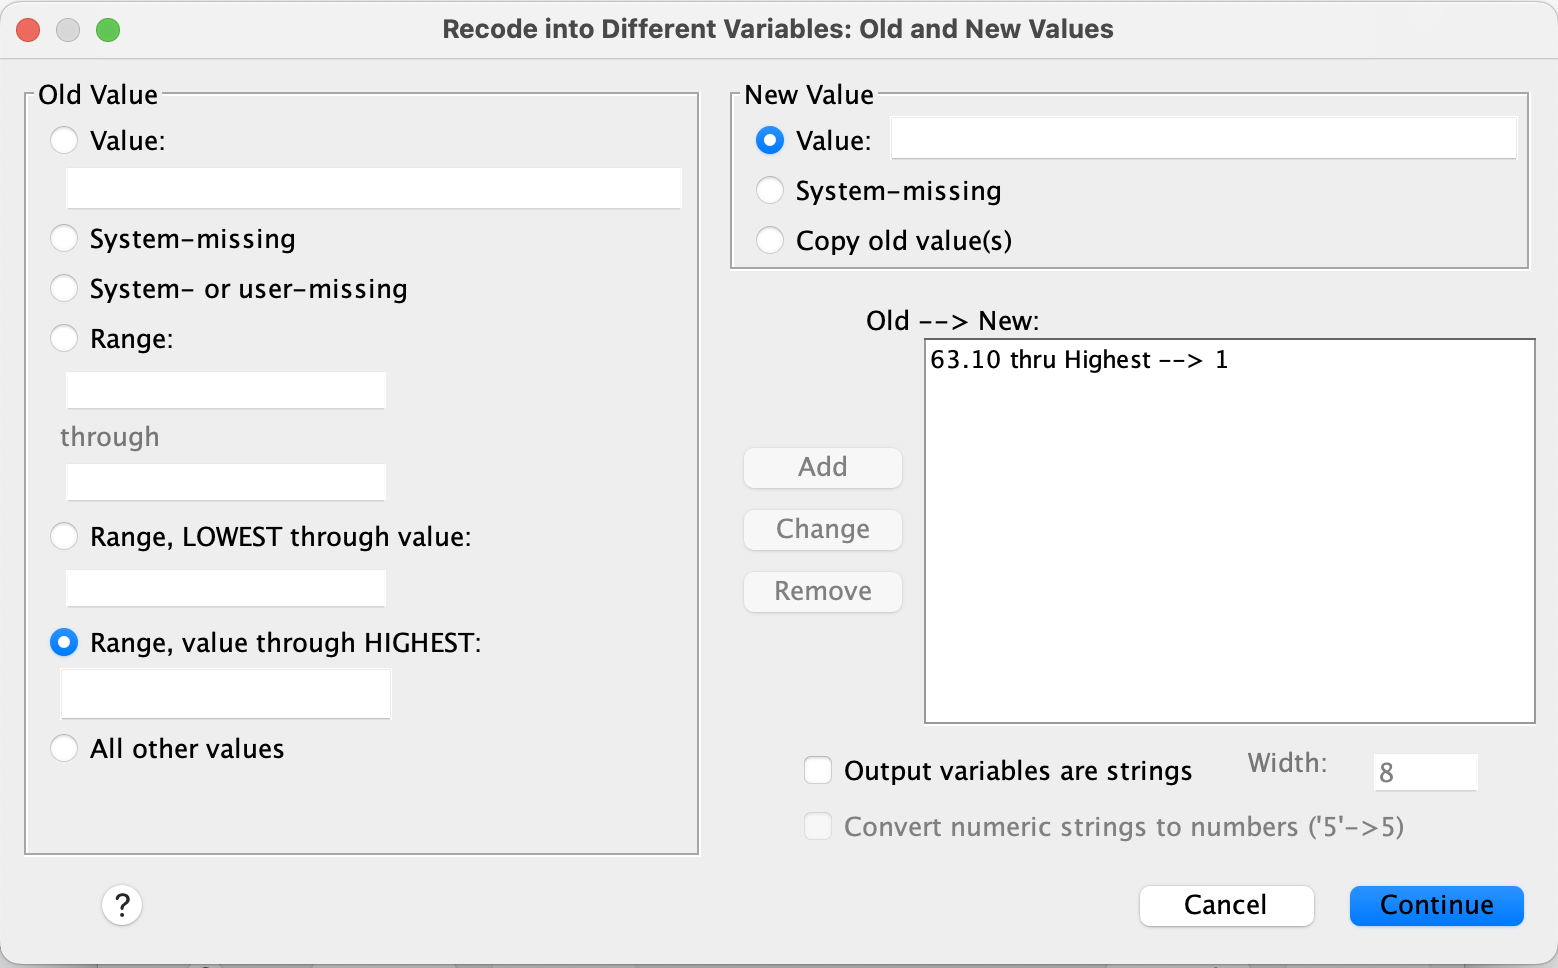 Recode into Different Variables: Old and New Values
Old Value
Value:
System-missing
System- or user-missing
Range:
through
Range, LOWEST through value:
Range, value through HIGHEST:
All other values
New Value
Value:
System-missing
Copy old value(s)
Old --> New:
63.10 thru Highest --> 1
Add
Change
Remove
Output variables are strings
Width:
8
Convert numeric strings to numbers ('5'->5)
?
Cancel
Continue